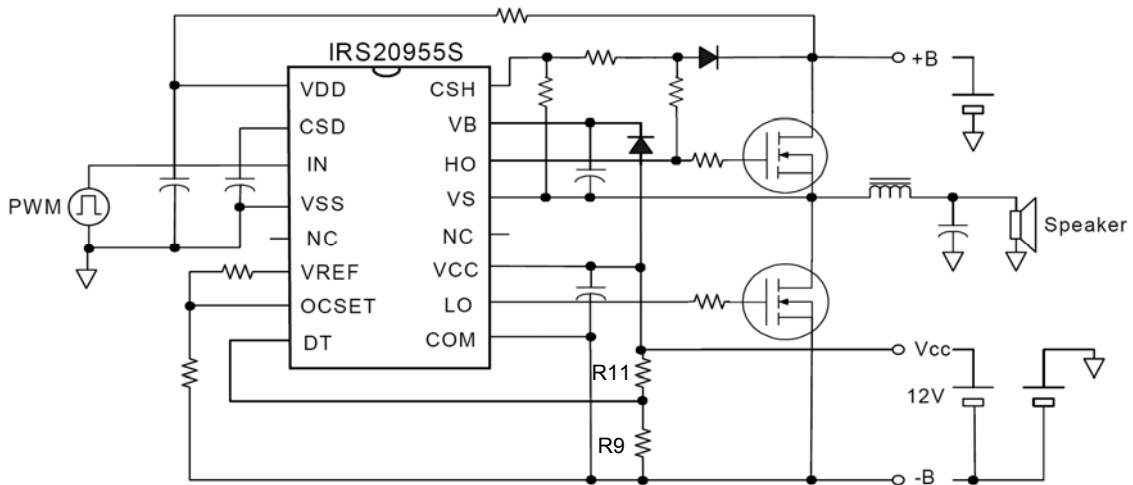 IRS20955S
VDD
CSH
+B
CSD
VB
IN
HO
PWM
VSS
VS
Speaker
NC
NC
VREF
VCC
OCSET
LO
DT
COM
Vcc
R11
12V
R9
-B